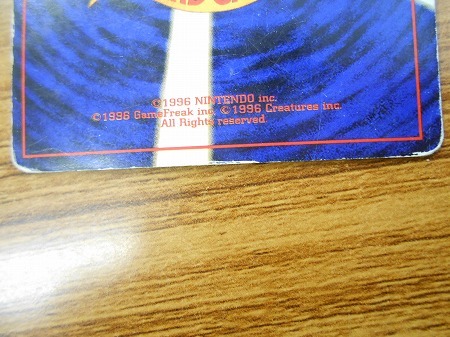 ©1996 NINTENDO inc.
©1996 GameFreak inc. ©1996 Creatures inc.
All Rights reserved